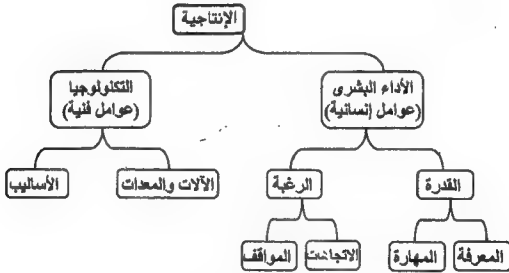 الإنتاجية
الأداء البشرى
(عوامل إنسانية)
التكنولوجيا
(عوامل فنية)
القدرة
الرغبة
الآلات والمعدات
الأساليب
المعرفة
المهارة
الاتجاهات
المواقف